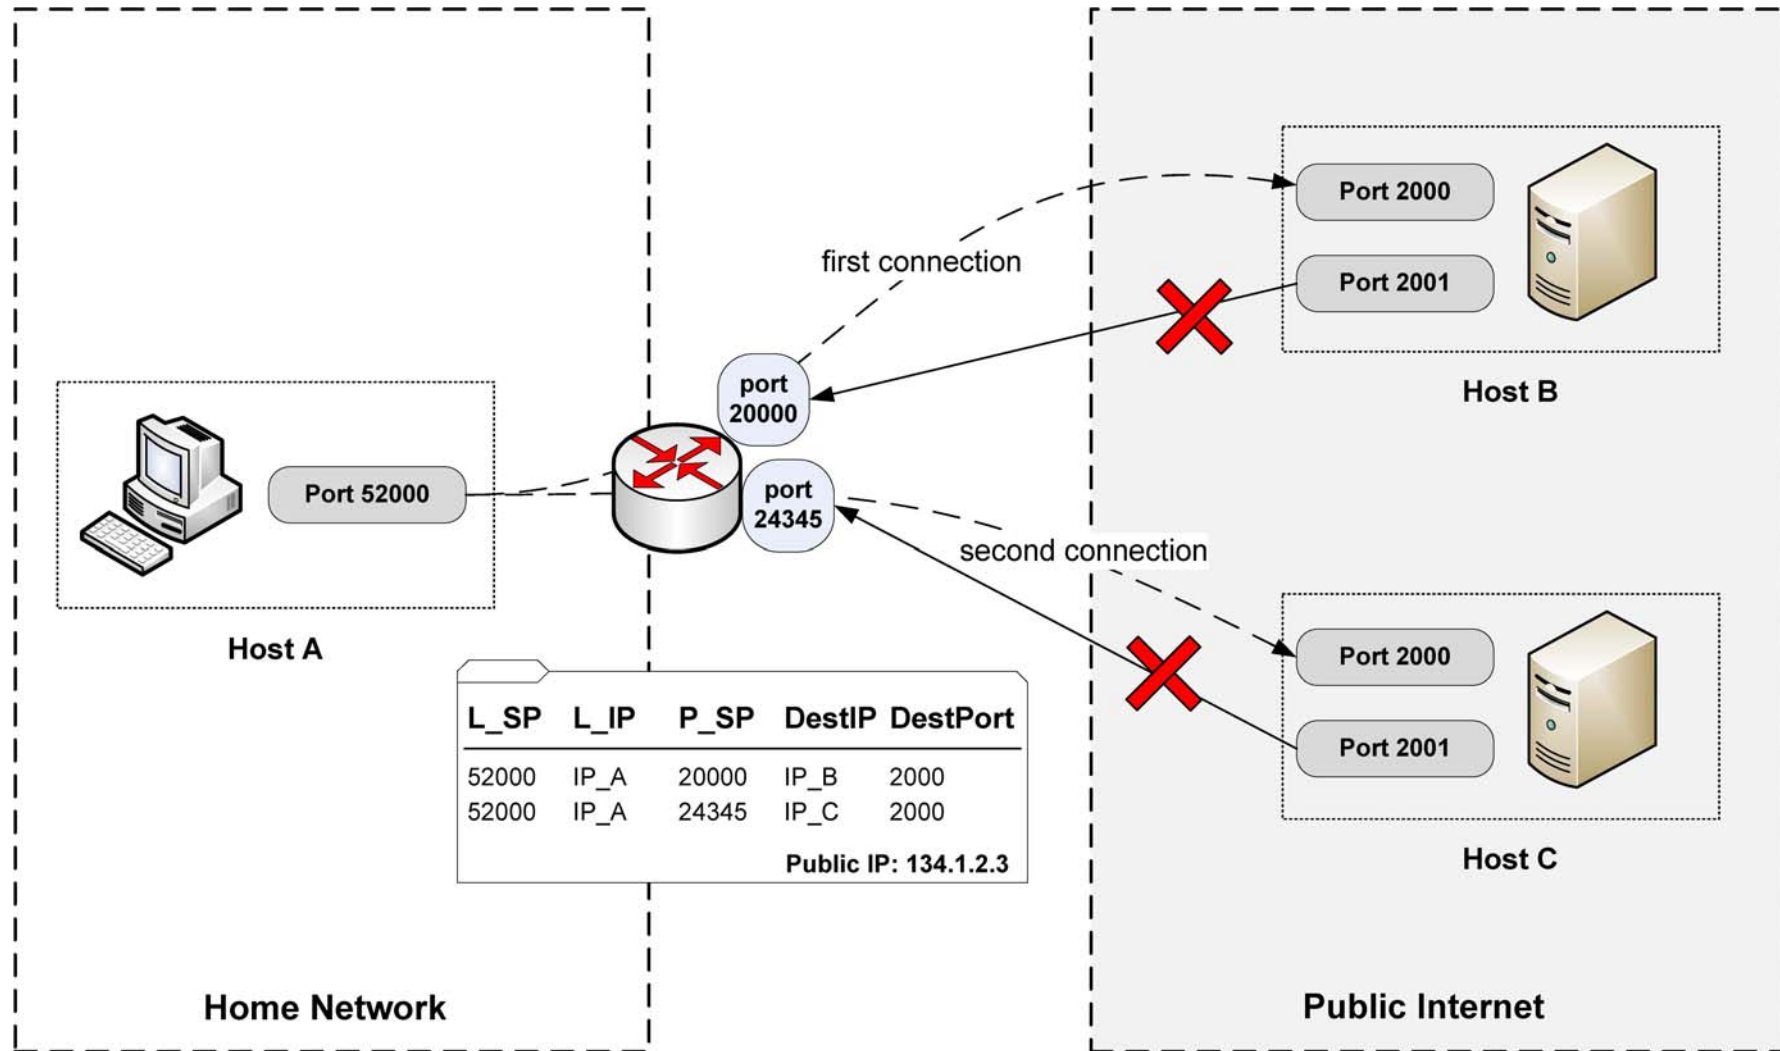 Port 2000
first connection
Port 2001
port
20000
Host B
Port 52000
port
24345
second connection
Host A
Port 2000
L_SP L_IP P_SP DestIP DestPort
Port 2001
52000 IP_A 20000 IP_B 2000
52000 IP_A 24345 IP_C 2000
Public IP: 134.1.2.3
Host C
Home Network
Public Internet